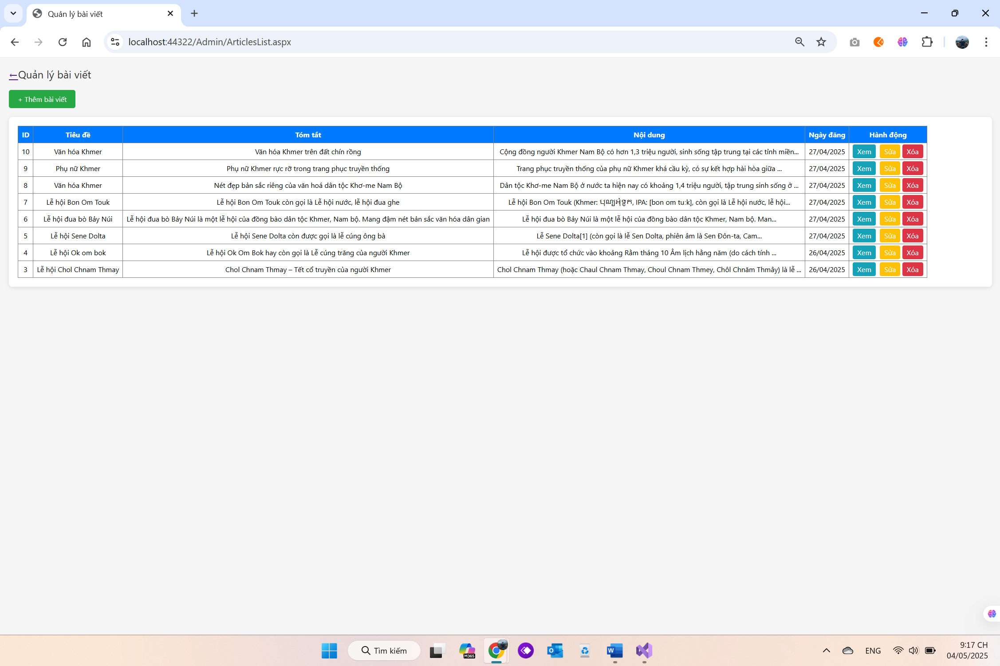 Quản lý bài viết
localhost:44322/Admin/ArticlesList.aspx
←Quản lý bài viết
+ Thêm bài viết
ID Tiêu đề Tóm tắt Nội dung Ngày đăng Hành động
10 Văn hóa Khmer Văn hóa Khmer trên đất chín rồng Cộng đồng người Khmer Nam Bộ có hơn 1,3 triệu người, sinh sống tập trung tại các tỉnh miền... 27/04/2025 Xem Sửa Xóa
9 Phụ nữ Khmer Phụ nữ Khmer rực rỡ trong trang phục truyền thống Trang phục truyền thống của phụ nữ Khmer khá cầu kỳ, có sự kết hợp hài hòa giữa ... 27/04/2025 Xem Sửa Xóa
8 Văn hóa Khmer Nét đẹp bản sắc riêng của văn hoá dân tộc Khơ-me Nam Bộ Dân tộc Khơ-me Nam Bộ ở nước ta hiện nay có khoảng 1,4 triệu người, tập trung sinh sống ở ... 27/04/2025 Xem Sửa Xóa
7 Lễ hội Bon Om Touk Lễ hội Bon Om Touk còn gọi là Lễ hội nước, lễ hội đua ghe Lễ hội Bon Om Touk (Khmer: បុណ្យអុំទូក, IPA: [bon om tuːk], còn gọi là Lễ hội nước, lễ hội... 27/04/2025 Xem Sửa Xóa
6 Lễ hội đua bò Bảy Núi Lễ hội đua bò Bảy Núi là một lễ hội của đồng bào dân tộc Khmer, Nam bộ. Mang đậm nét bản sắc văn hóa dân gian Lễ hội đua bò Bảy Núi là một lễ hội của đồng bào dân tộc Khmer, Nam bộ. Man... 27/04/2025 Xem Sửa Xóa
5 Lễ hội Sene Dolta Lễ hội Sene Dolta còn được gọi là lễ cúng ông bà Lễ Sene Dolta[1] (còn gọi là lễ Sen Dolta, phiên âm là Sen Đôn-ta, Cam... 27/04/2025 Xem Sửa Xóa
4 Lễ hội Ok om bok Lễ hội Ok Om Bok hay còn gọi là Lễ cúng trăng của người Khmer Lễ hội được tổ chức vào khoảng Rằm tháng 10 Âm lịch hằng năm (do cách tính ... 26/04/2025 Xem Sửa Xóa
3 Lễ hội Chol Chnam Thmay Chol Chnam Thmay – Tết cổ truyền của người Khmer Chol Chnam Thmay (hoặc Chaul Chnam Thmay, Choul Chnam Thmey, Chôl Chnăm Thmây) là lễ ... 26/04/2025 Xem Sửa Xóa
Tìm kiếm
M365
ENG
9:17 CH
04/05/2025